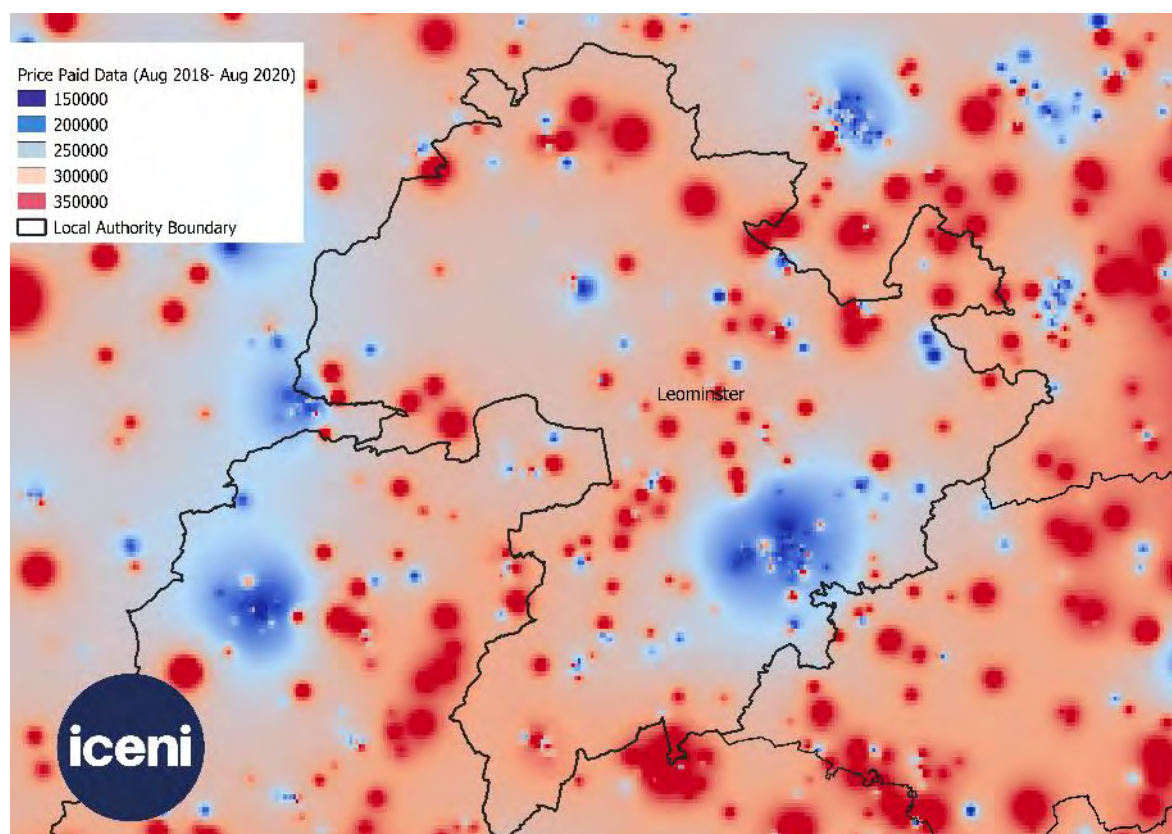 Price Paid Data (Aug 2018- Aug 2020)
150000
200000
250000
300000
350000
Local Authority Boundary
Leominster
iceni